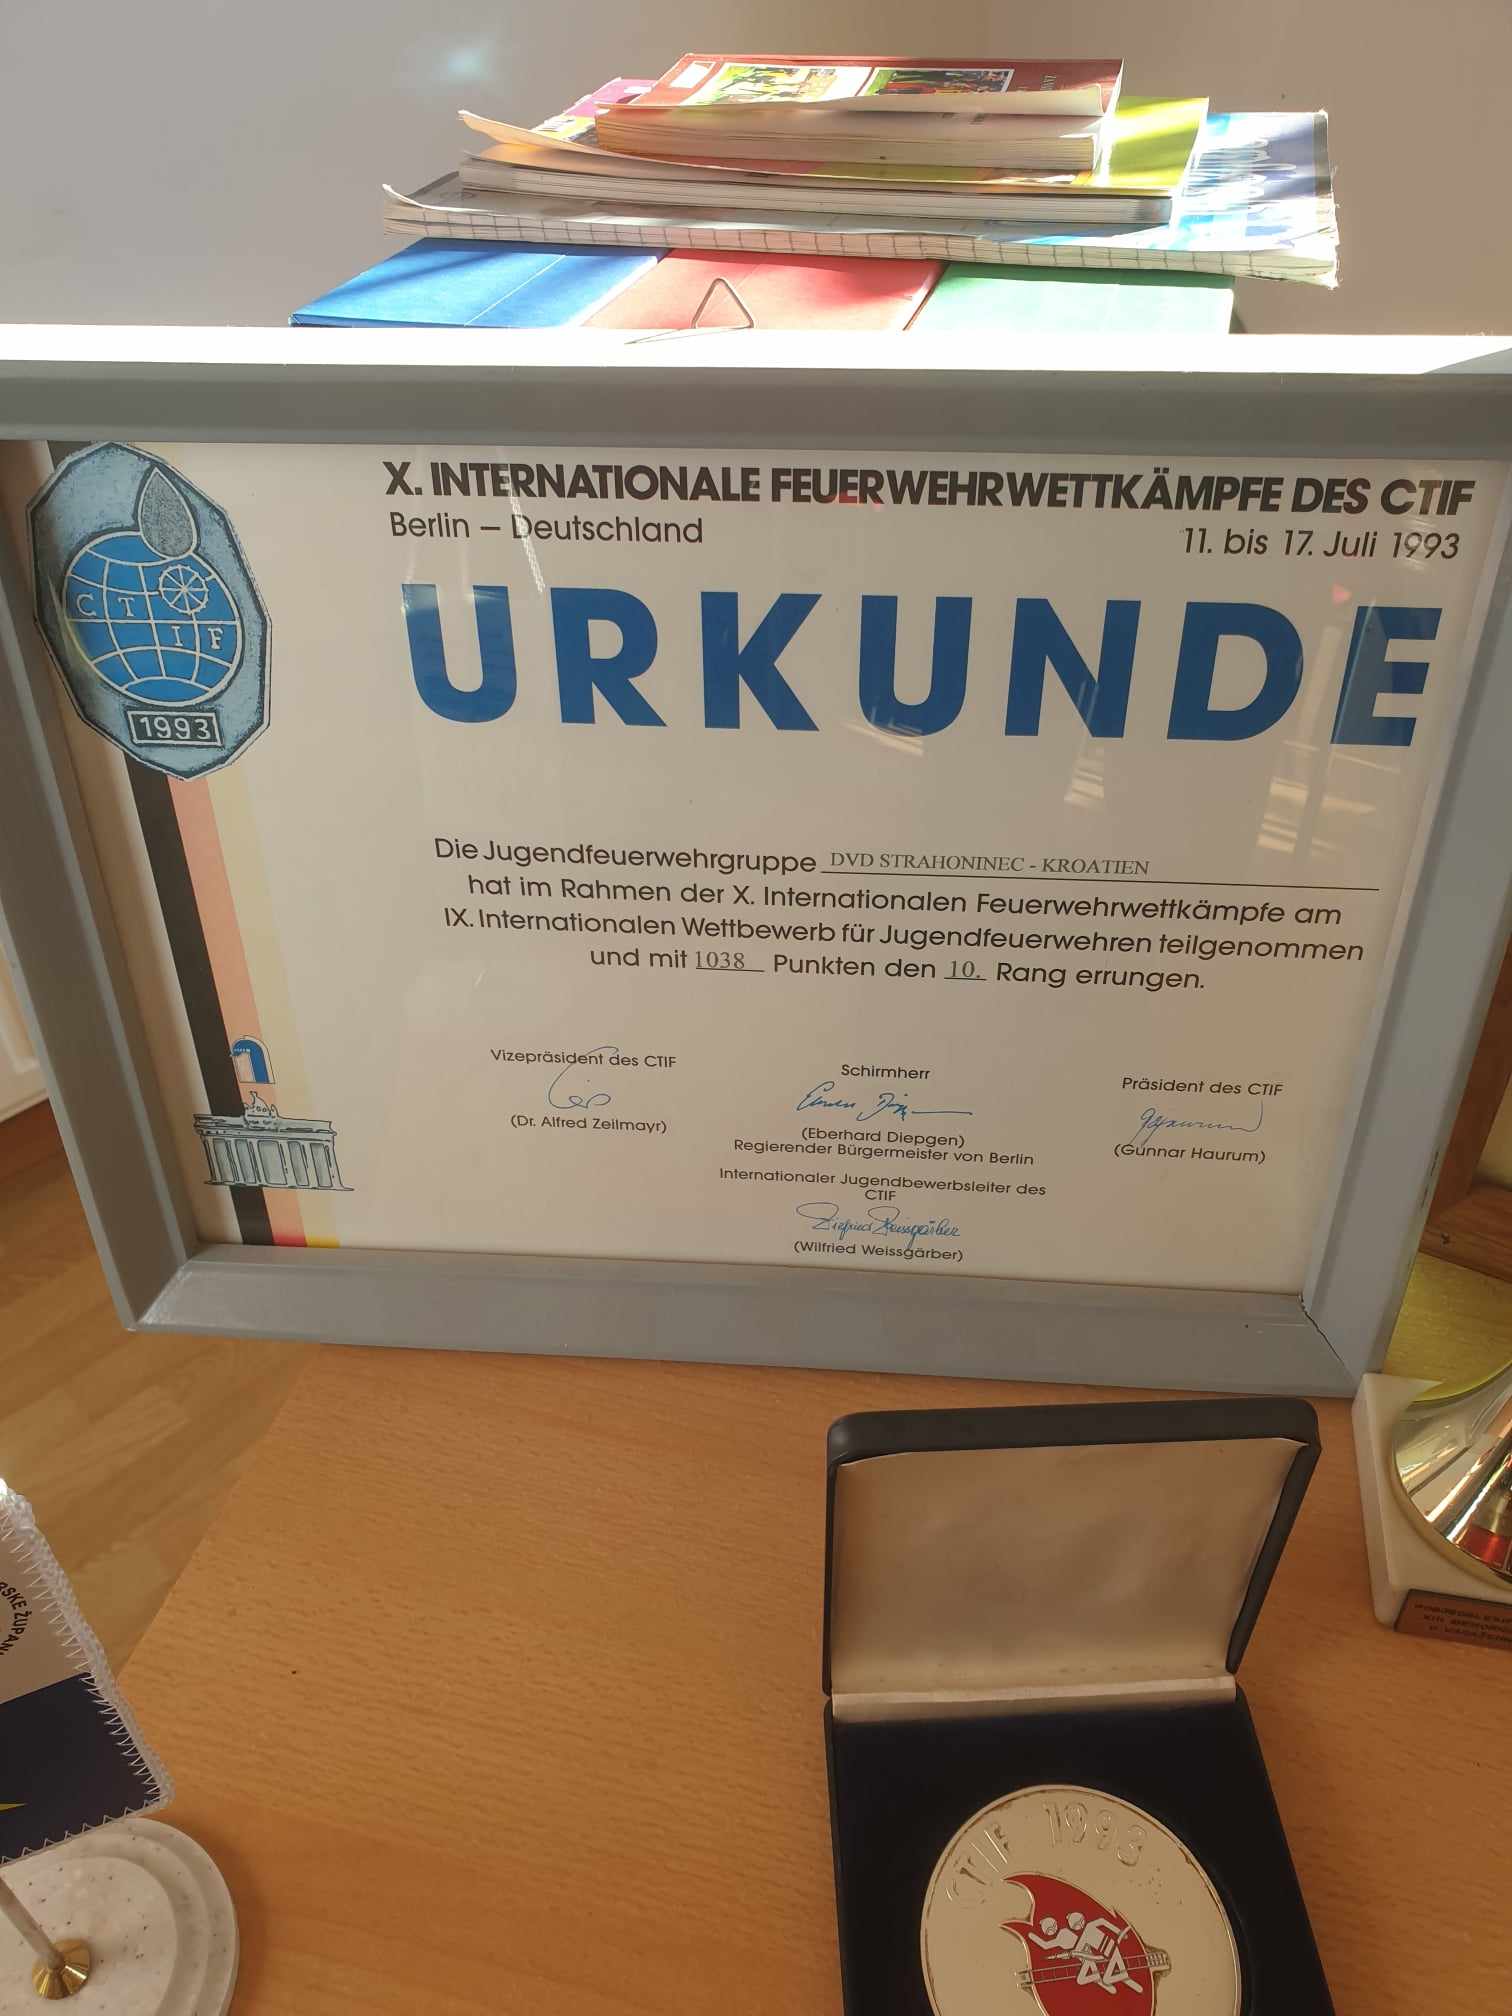 X. INTERNATIONALE FEUERWEHRWETTKÄMPFE DES CTIF
Berlin – Deutschland
11. bis 17. Juli 1993
C T I F
1993
URKUNDE
Die Jugendfeuerwehrgruppe DVD STRAHONINEC - KROATIEN
hat im Rahmen der X. Internationalen Feuerwehrwettkämpfe am
IX. Internationalen Wettbewerb für Jugendfeuerwehren teilgenommen
und mit 1038 Punkten den 10. Rang errungen.
Vizepräsident des CTIF
(Dr. Alfred Zeilmayr)
Schirmherr
(Eberhard Diepgen)
Regierender Bürgermeister von Berlin
Präsident des CTIF
(Gunnar Haurum)
Internationaler Jugendbewerbsleiter des
CTIF
(Wilfried Weissgärber)
CTIF 1993